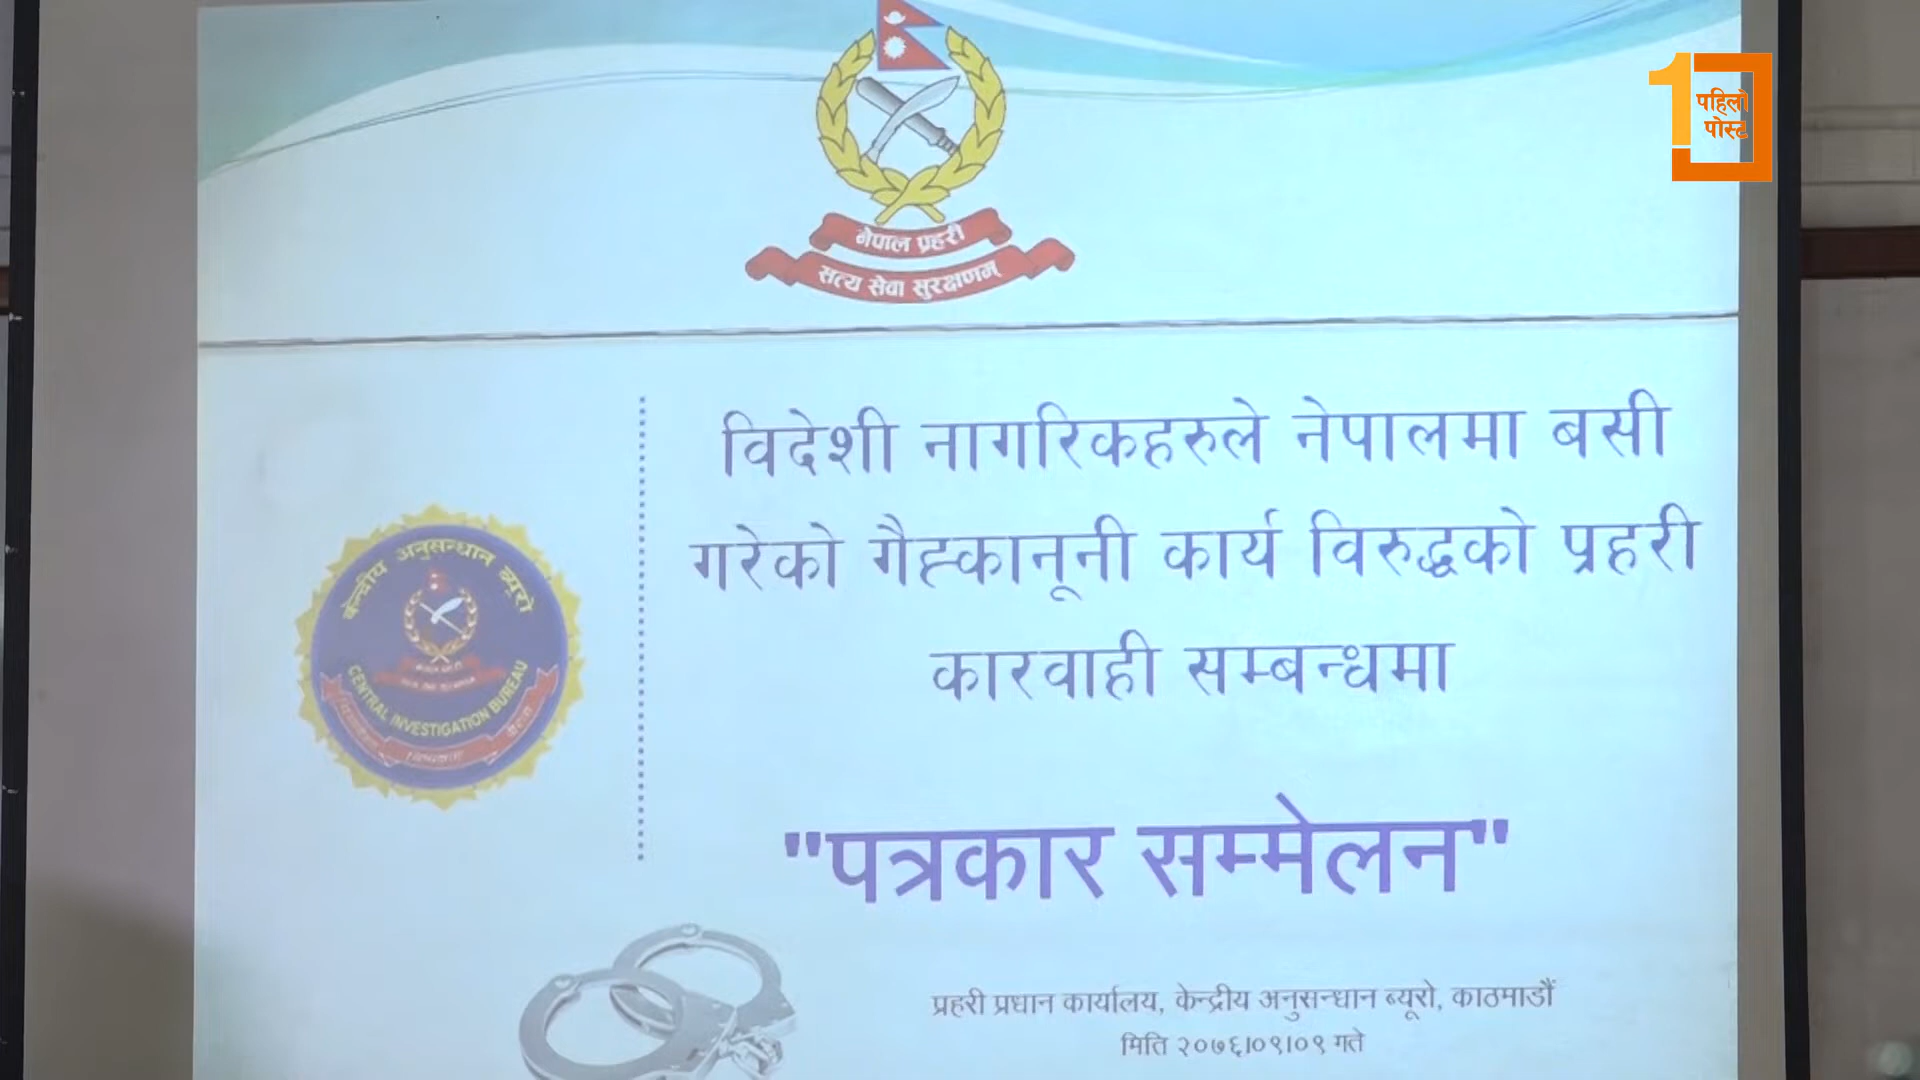 पहिलो
पोस्ट
नेपाल प्रहरी
सत्य सेवा सुरक्षणम्
विदेशी नागरिकहरुले नेपालमा बसी
गरेको गैह्रकानूनी कार्य विरुद्धको प्रहरी
कारवाही सम्बन्धमा
केन्द्रीय अनुसन्धान ब्यूरो
CENTRAL INVESTIGATION BUREAU
"पत्रकार सम्मेलन"
प्रहरी प्रधान कार्यालय, केन्द्रीय अनुसन्धान ब्यूरो, काठमाडौं
मिति २०७६।०९।०९ गते